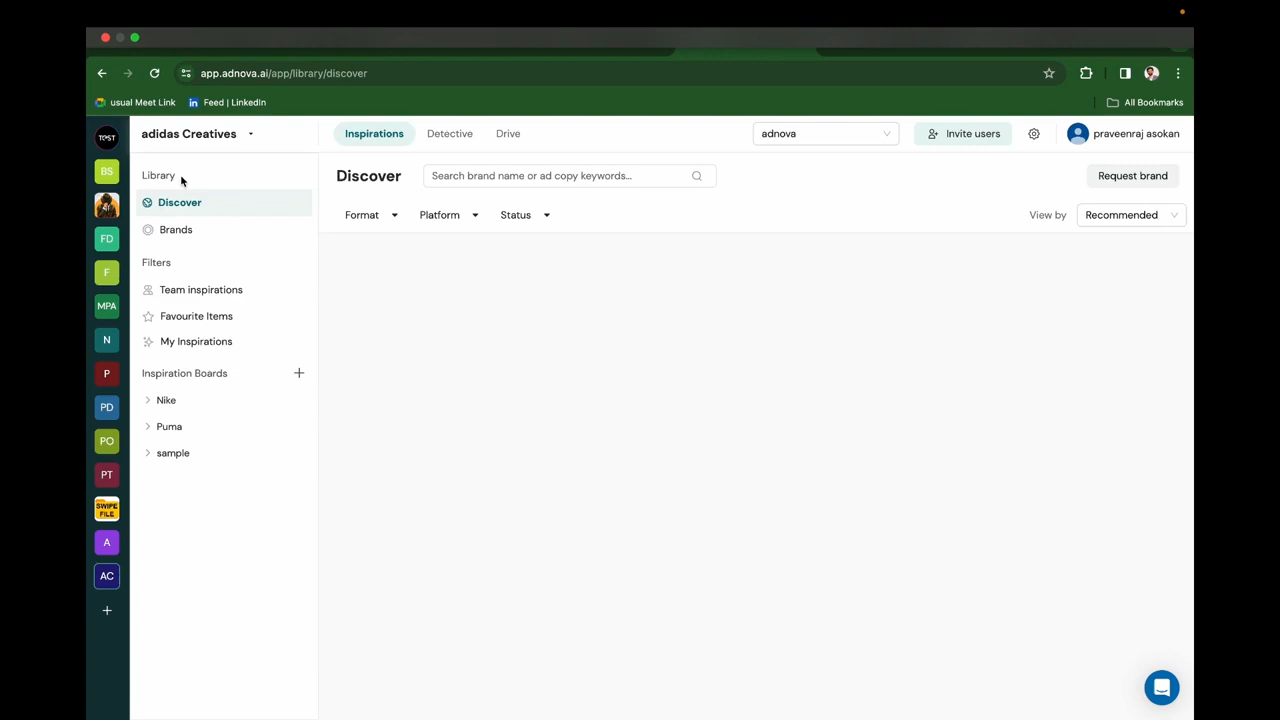 app.adnova.ai/app/library/discover
usual Meet Link
Feed | LinkedIn
All Bookmarks
TEST
BS
FD
F
MPA
N
P
PD
PO
PT
SWIPE
FILE
A
AC
adidas Creatives
Library
Discover
Brands
Filters
Team inspirations
Favourite Items
My Inspirations
Inspiration Boards
Nike
Puma
sample
Inspirations
Detective
Drive
adnova
Invite users
praveenraj asokan
Discover
Search brand name or ad copy keywords...
Request brand
Format
Platform
Status
View by
Recommended